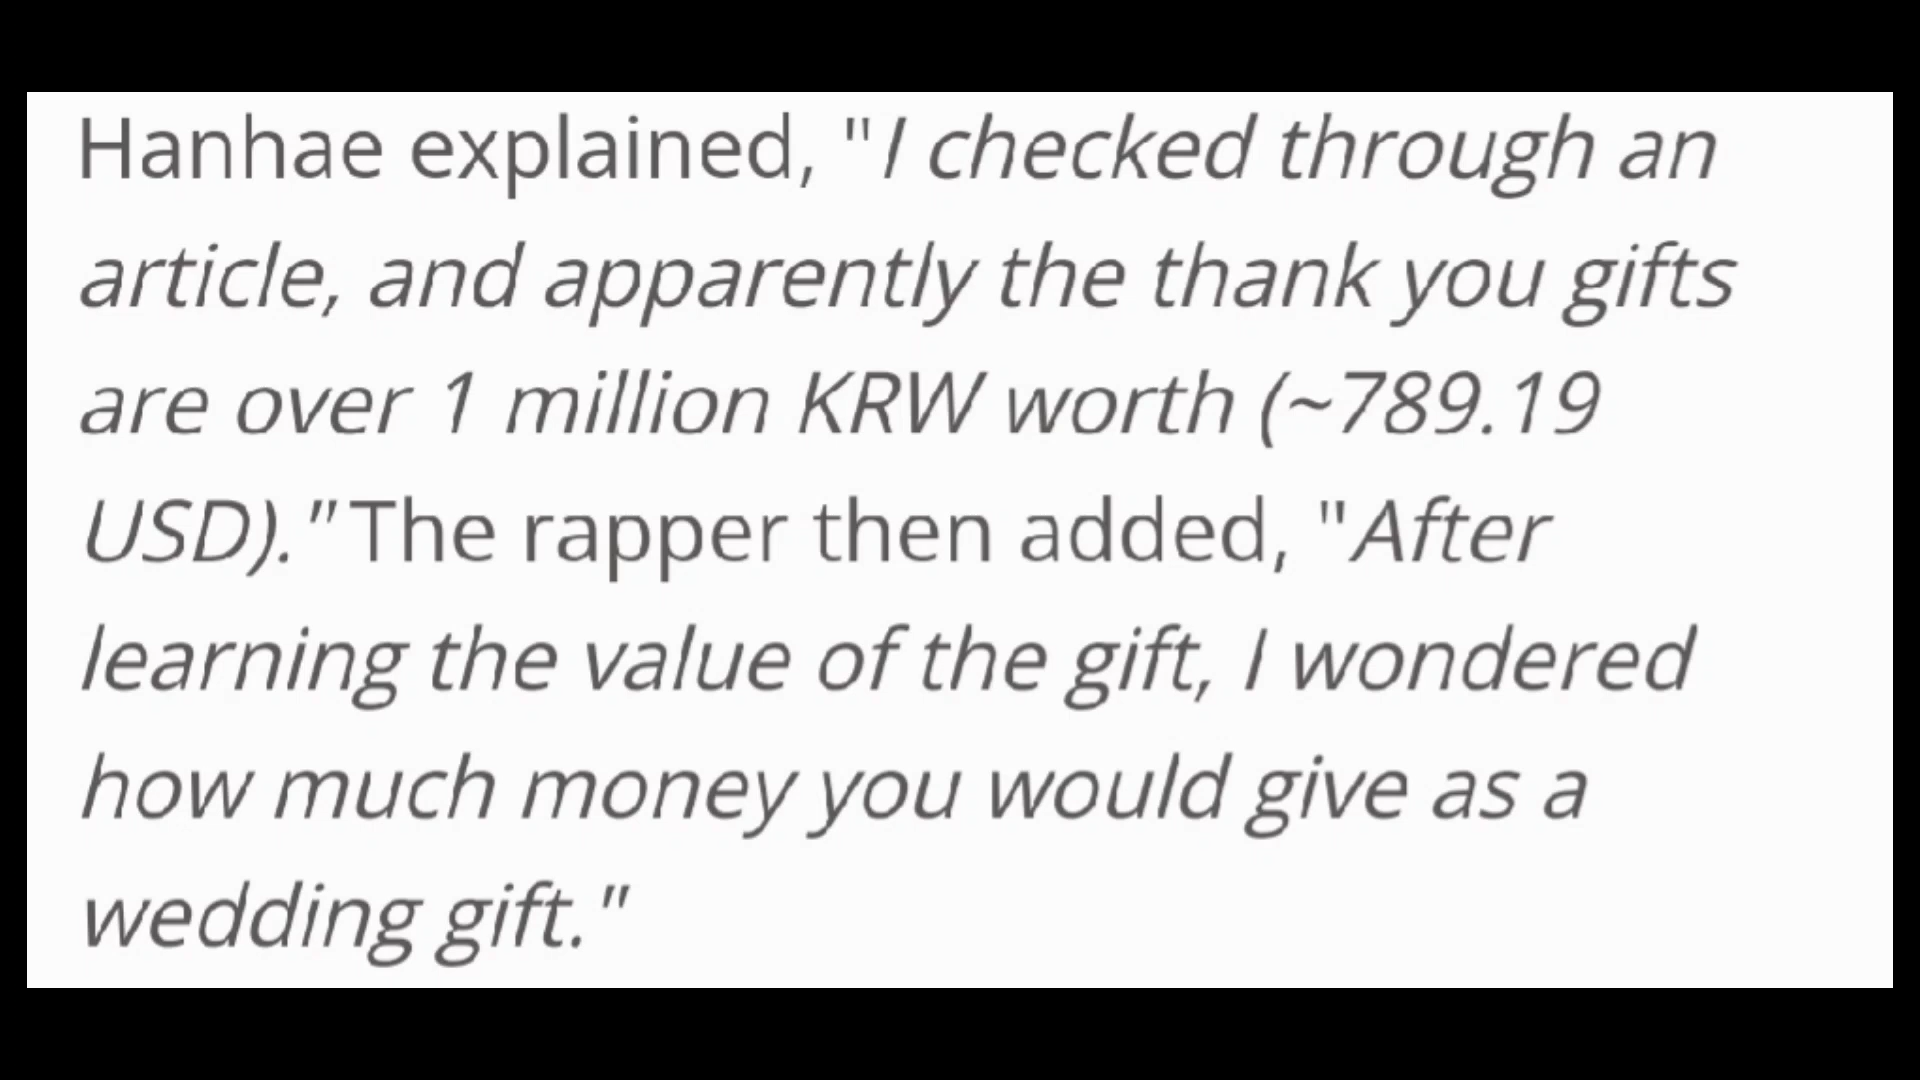 Hanhae explained, "I checked through an
article, and apparently the thank you gifts
are over 1 million KRW worth (~789.19
USD)." The rapper then added, "After
learning the value of the gift, I wondered
how much money you would give as a
wedding gift."